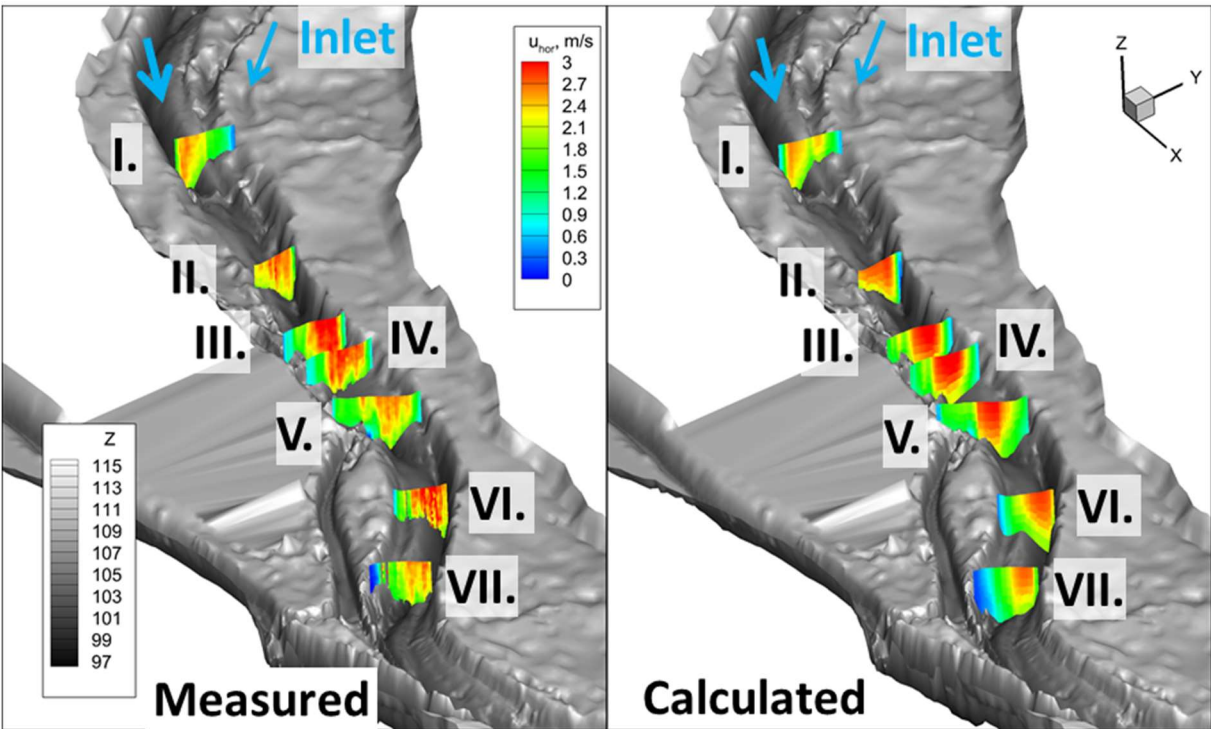 Inlet
I.
II.
III.
IV.
V.
VI.
VII.
u hor, m/s
3
2.7
2.4
2.1
1.8
1.5
1.2
0.9
0.6
0.3
0
Z
115
113
111
109
107
105
103
101
99
97
Measured
Inlet
I.
II.
III.
IV.
V.
VI.
VII.
Z
Y
X
Calculated